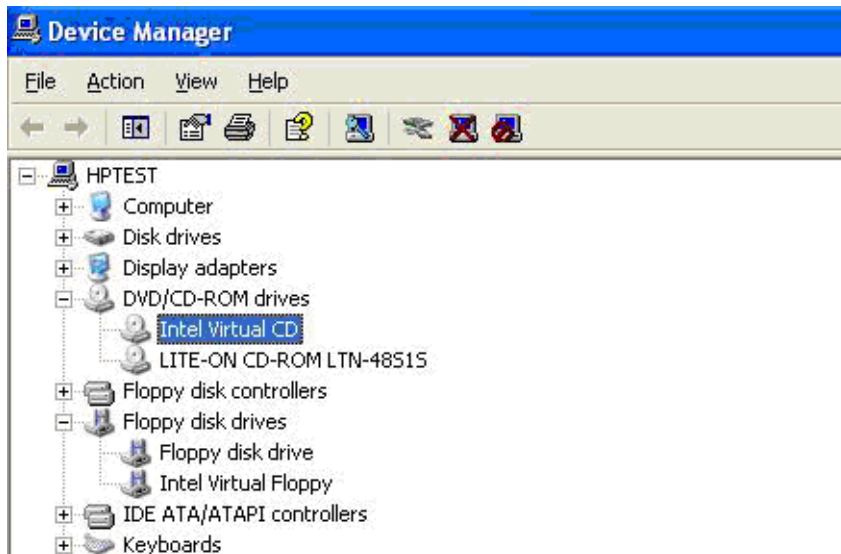 Device Manager
File Action View Help
HPTEST
Computer
Disk drives
Display adapters
DVD/CD-ROM drives
Intel Virtual CD
LITE-ON CD-ROM LTN-4851S
Floppy disk controllers
Floppy disk drives
Floppy disk drive
Intel Virtual Floppy
IDE ATA/ATAPI controllers
Keyboards